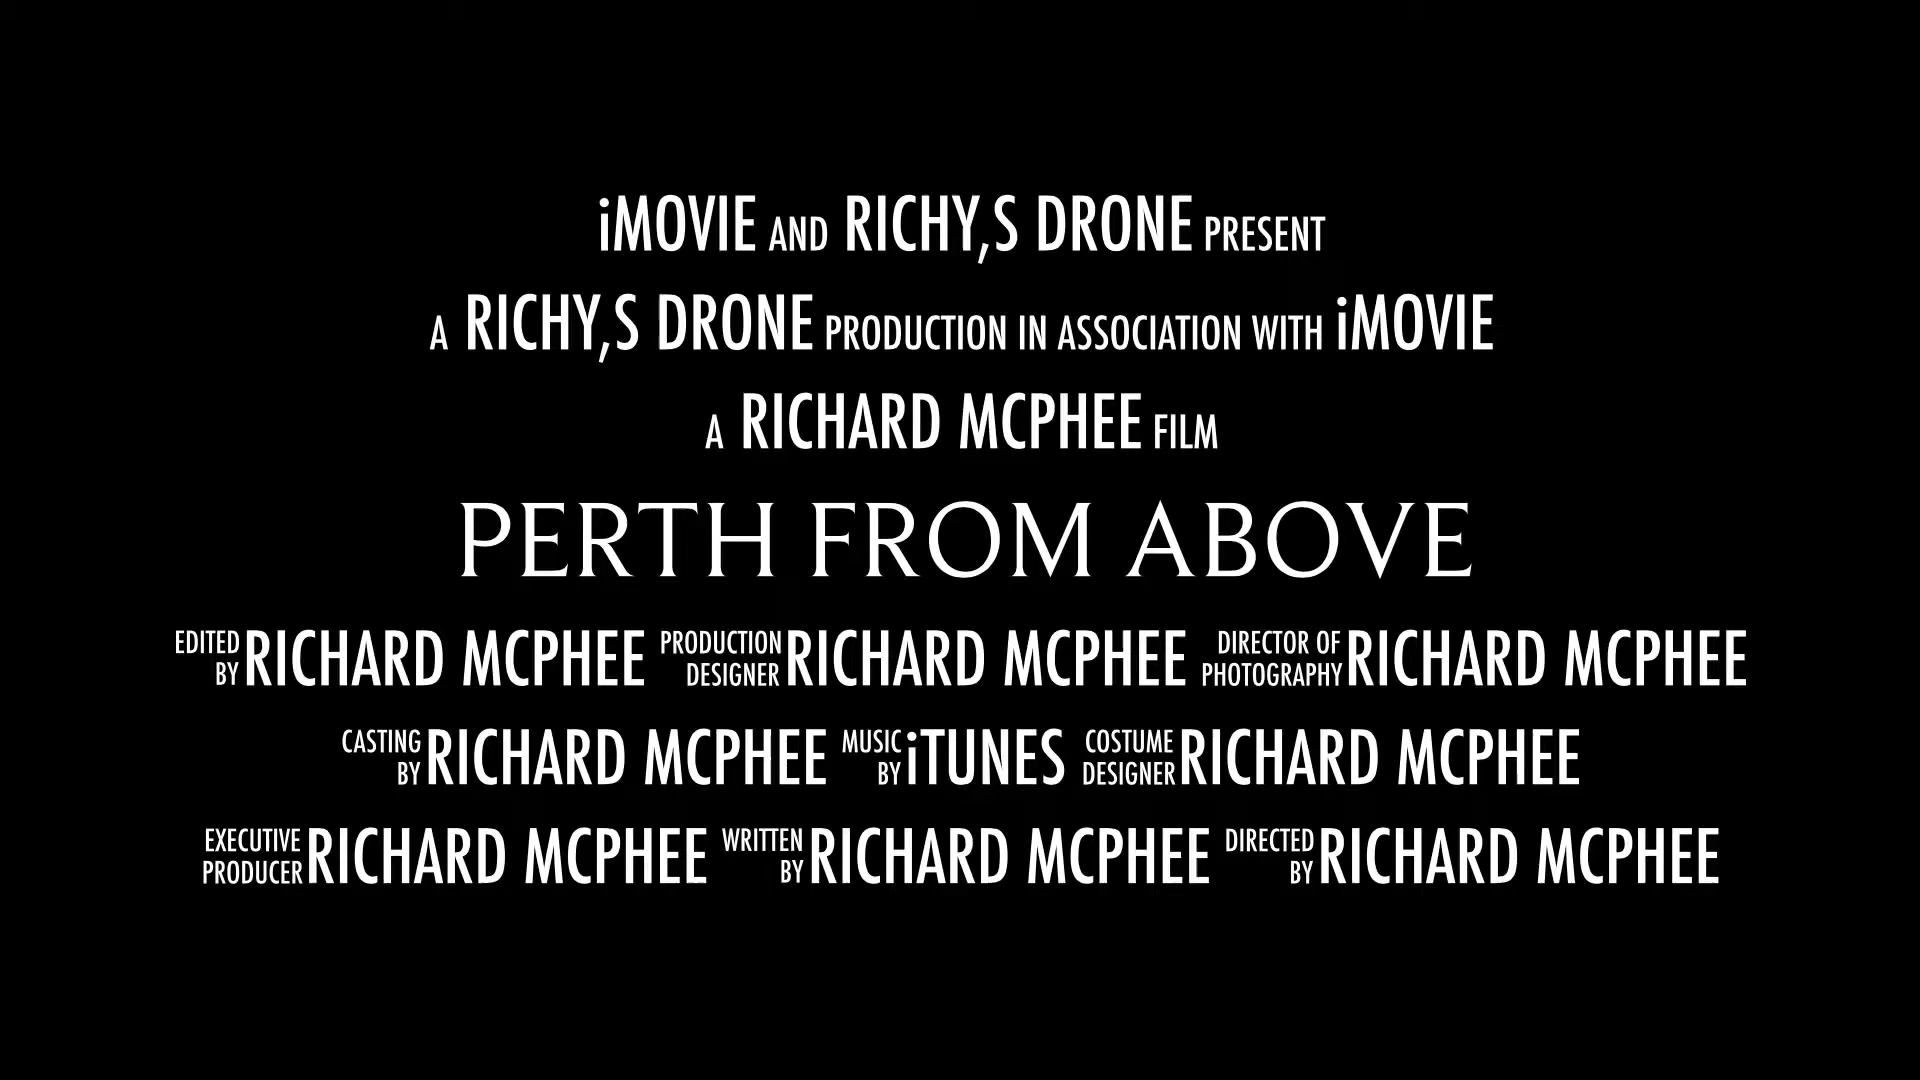 iMOVIE AND RICHY,S DRONE PRESENT
A RICHY,S DRONE PRODUCTION IN ASSOCIATION WITH iMOVIE
A RICHARD MCPHEE FILM
PERTH FROM ABOVE
EDITED BY RICHARD MCPHEE PRODUCTION DESIGNER RICHARD MCPHEE DIRECTOR OF PHOTOGRAPHY RICHARD MCPHEE
CASTING BY RICHARD MCPHEE MUSIC BY iTUNES COSTUME DESIGNER RICHARD MCPHEE
EXECUTIVE PRODUCER RICHARD MCPHEE WRITTEN BY RICHARD MCPHEE DIRECTED BY RICHARD MCPHEE